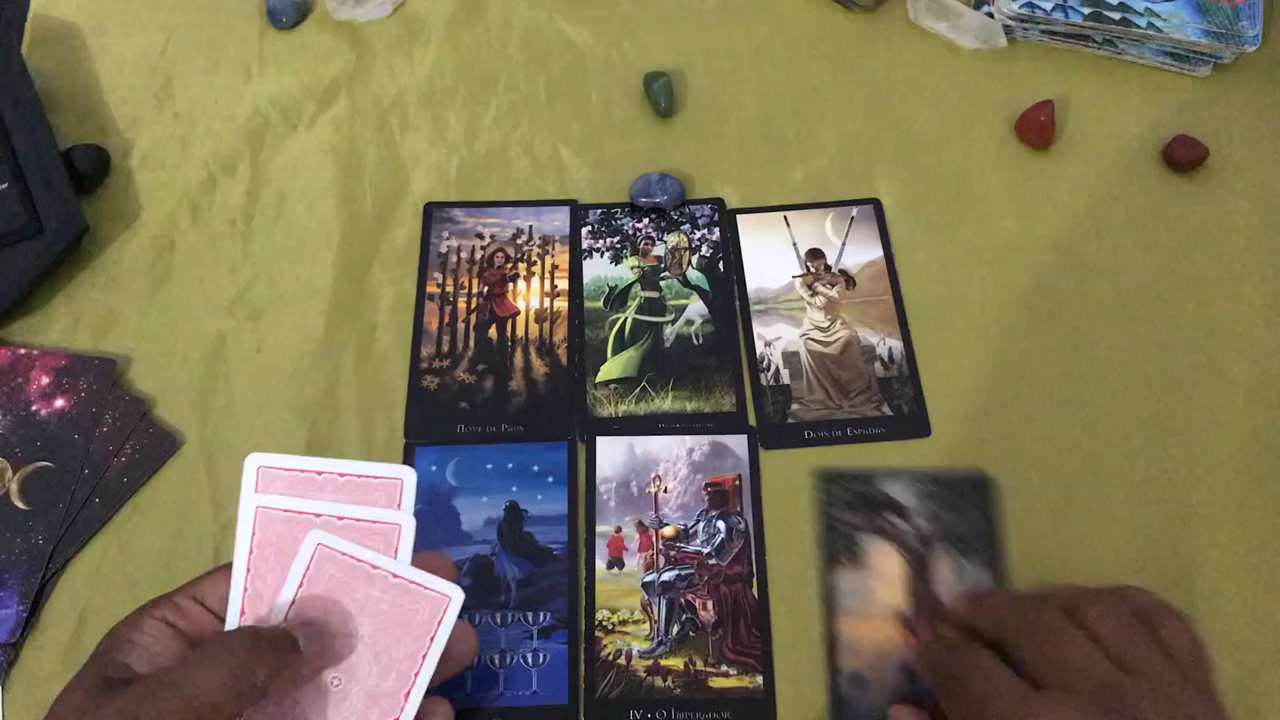 Nove de Paus
Dois de Espadas
IV • O Imperador